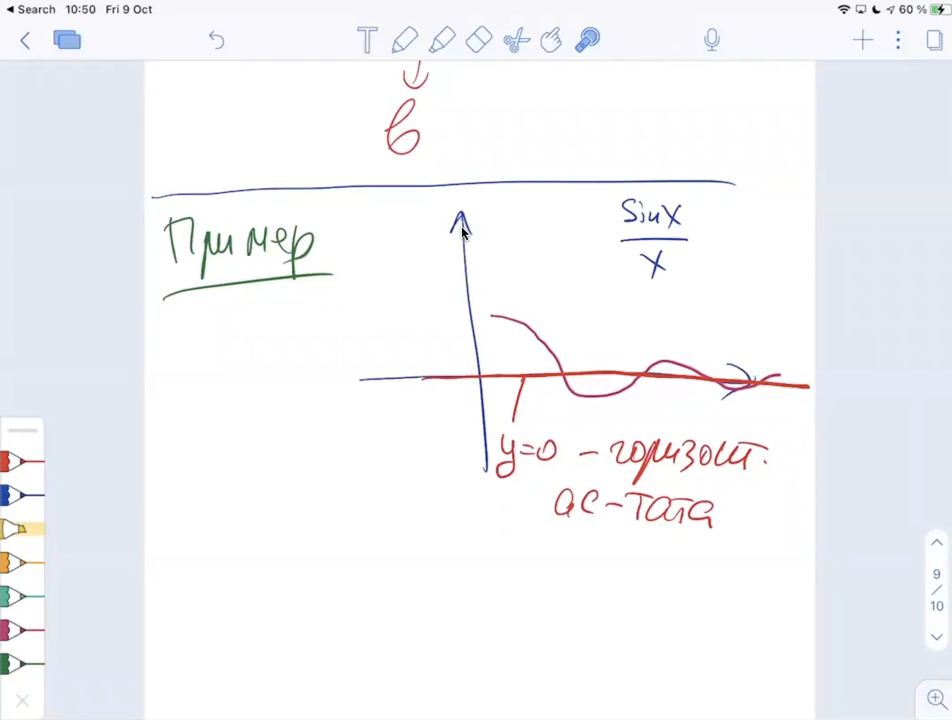 Search 10:50 Fri 9 Oct 60 %
T
в
Пример
Sinx
x
y=0 - горизонт.
ас-тота
9
/
10